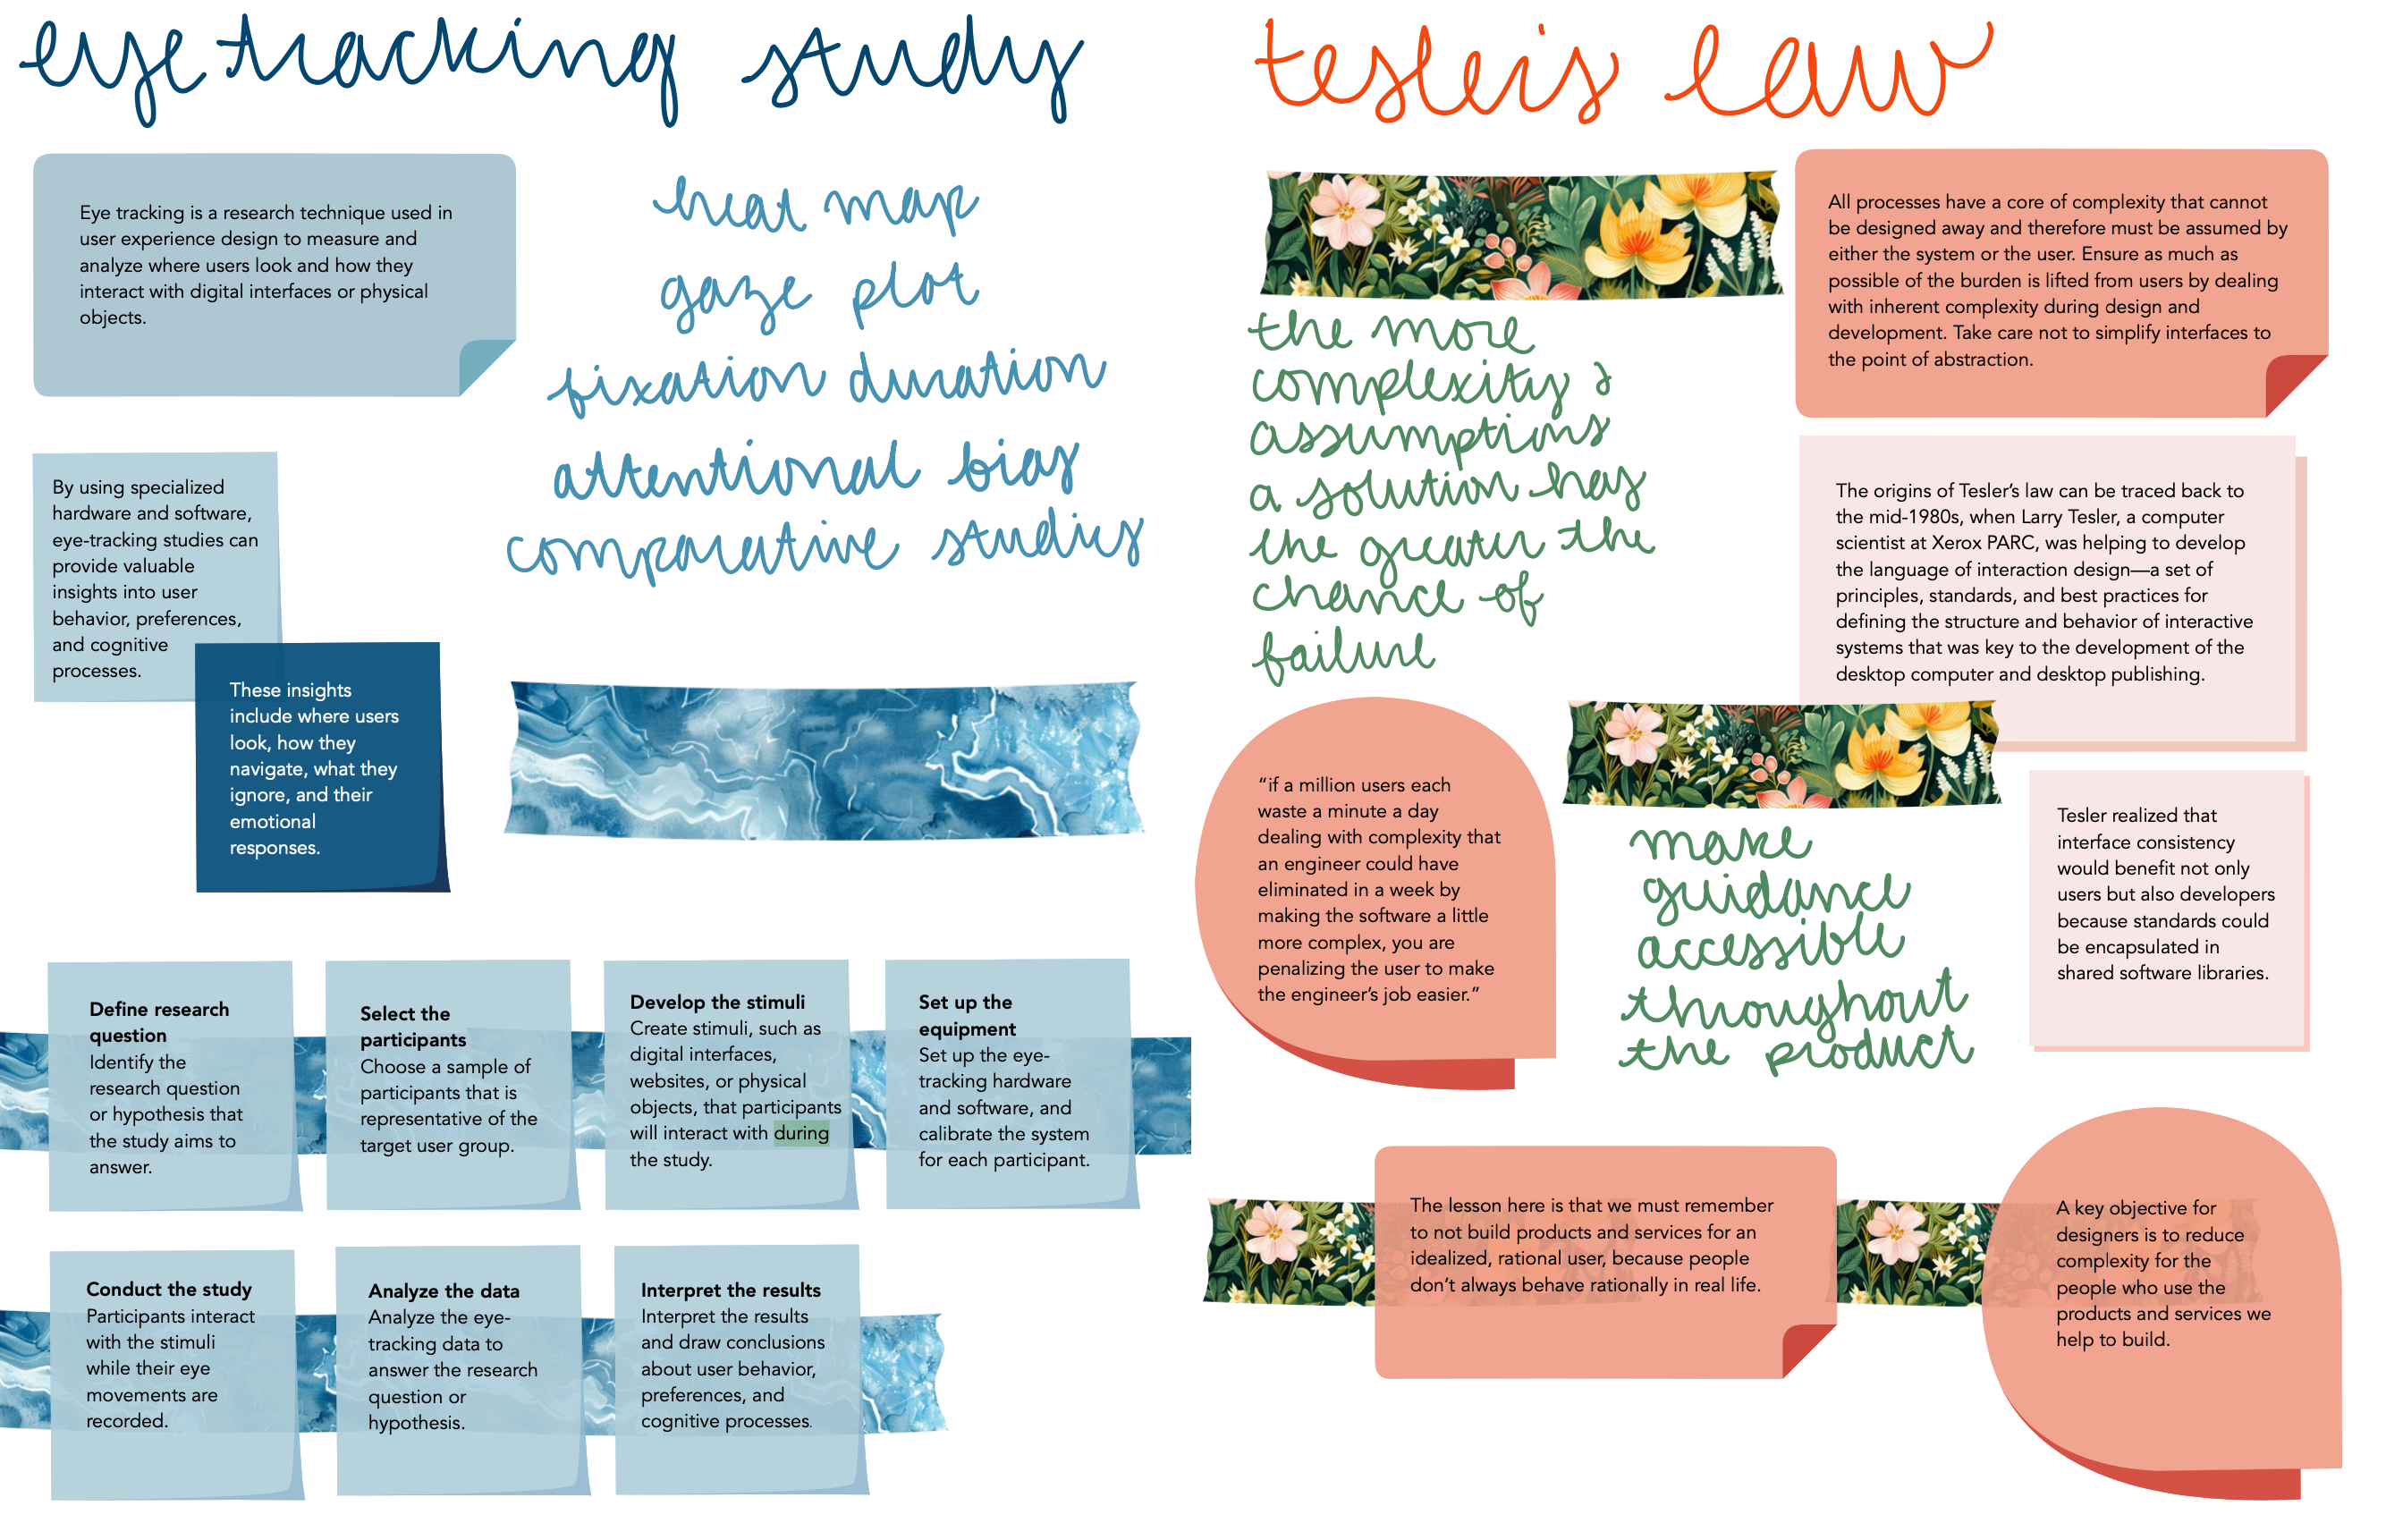 eye tracking study
Eye tracking is a research technique used in
user experience design to measure and
analyze where users look and how they
interact with digital interfaces or physical
objects.
heat map
gaze plot
fixation duration
attentional bias
comparative studies
By using specialized
hardware and software,
eye-tracking studies can
provide valuable
insights into user
behavior, preferences,
and cognitive
processes.
These insights
include where users
look, how they
navigate, what they
ignore, and their
emotional
responses.
Define research
question
Identify the
research question
or hypothesis that
the study aims to
answer.
Select the
participants
Choose a sample of
participants that is
representative of the
target user group.
Develop the stimuli
Create stimuli, such as
digital interfaces,
websites, or physical
objects, that participants
will interact with during
the study.
Set up the
equipment
Set up the eye-
tracking hardware
and software, and
calibrate the system
for each participant.
Conduct the study
Participants interact
with the stimuli
while their eye
movements are
recorded.
Analyze the data
Analyze the eye-
tracking data to
answer the research
question or
hypothesis.
Interpret the results
Interpret the results
and draw conclusions
about user behavior,
preferences, and
cognitive processes.
tesler's law
All processes have a core of complexity that cannot
be designed away and therefore must be assumed by
either the system or the user. Ensure as much as
possible of the burden is lifted from users by dealing
with inherent complexity during design and
development. Take care not to simplify interfaces to
the point of abstraction.
the more
complexity &
assumptions
a solution has
the greater the
chance of
failure
The origins of Tesler's law can be traced back to
the mid-1980s, when Larry Tesler, a computer
scientist at Xerox PARC, was helping to develop
the language of interaction design—a set of
principles, standards, and best practices for
defining the structure and behavior of interactive
systems that was key to the development of the
desktop computer and desktop publishing.
“if a million users each
waste a minute a day
dealing with complexity that
an engineer could have
eliminated in a week by
making the software a little
more complex, you are
penalizing the user to make
the engineer's job easier.”
make
guidance
accessible
throughout
the product
Tesler realized that
interface consistency
would benefit not only
users but also developers
because standards could
be encapsulated in
shared software libraries.
The lesson here is that we must remember
to not build products and services for an
idealized, rational user, because people
don't always behave rationally in real life.
A key objective for
designers is to reduce
complexity for the
people who use the
products and services we
help to build.